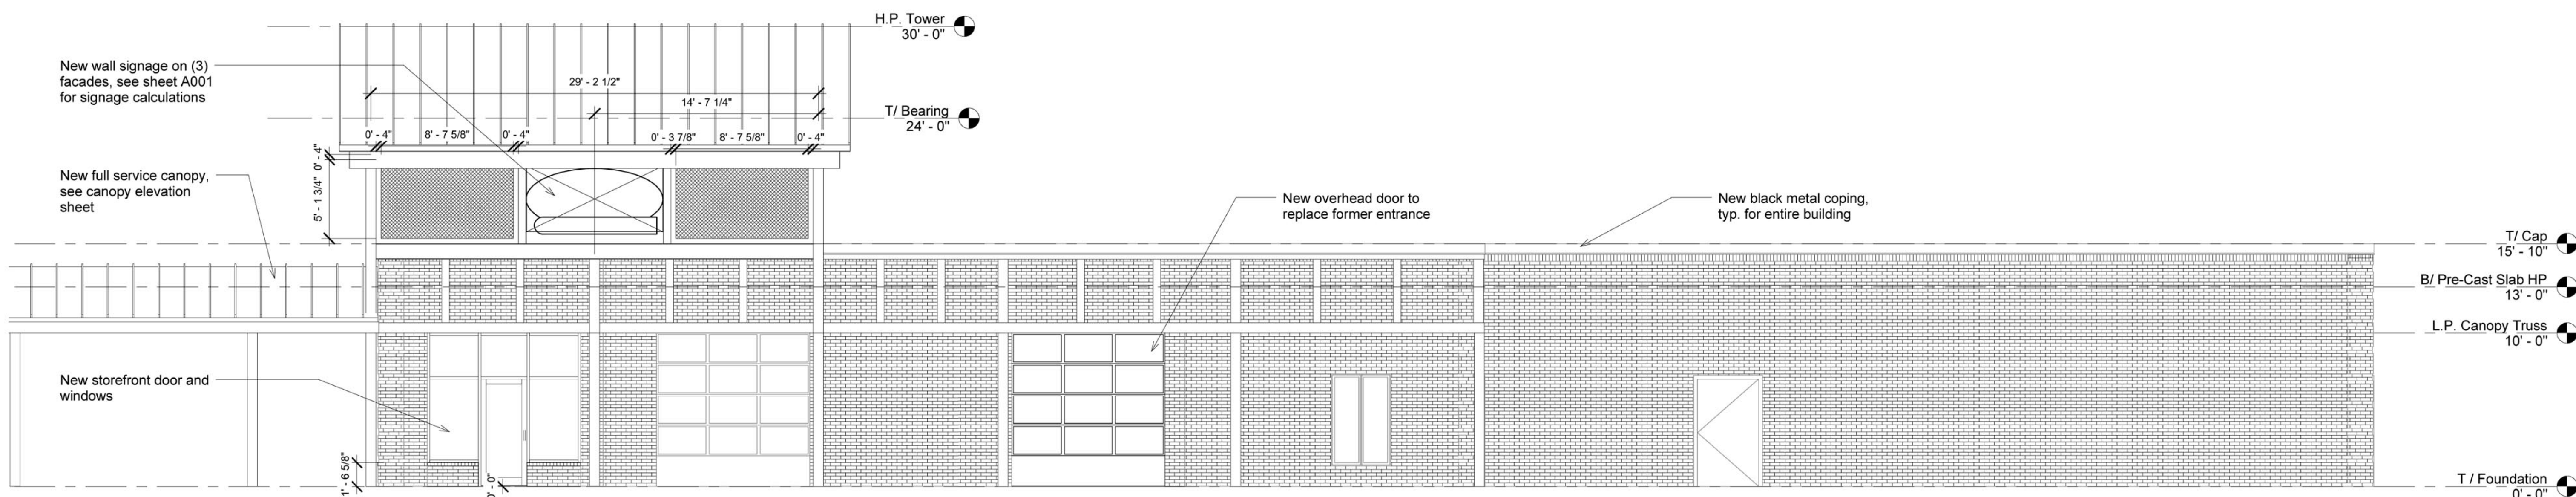 H.P. Tower
30' - 0"
New wall signage on (3)
facades, see sheet A001
for signage calculations
29' - 2 1/2"
14' - 7 1/4"
T/ Bearing
24' - 0"
0' - 4"
8' - 7 5/8"
0' - 4"
0' - 3 7/8"
8' - 7 5/8"
0' - 4"
0' - 4"
5' - 1 3/4"
New full service canopy,
see canopy elevation
sheet
New overhead door to
replace former entrance
New black metal coping,
typ. for entire building
T/ Cap
15' - 10"
B/ Pre-Cast Slab HP
13' - 0"
L.P. Canopy Truss
10' - 0"
New storefront door and
windows
1' - 6 5/8"
0' - 0"
T / Foundation
0' - 0"